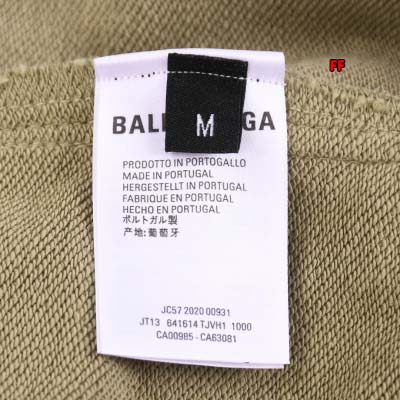 FF
M
BALE GA
PRODOTTO IN PORTOGALLO
MADE IN PORTUGAL
HERGESTELLT IN PORTUGAL
FABRIQUE EN PORTUGAL
HECHO EN PORTUGAL
ポルトガル製
产地:葡萄牙
JC57 2020 00931
JT13 641614 TJVH1 1000
CA00985 - CA63081